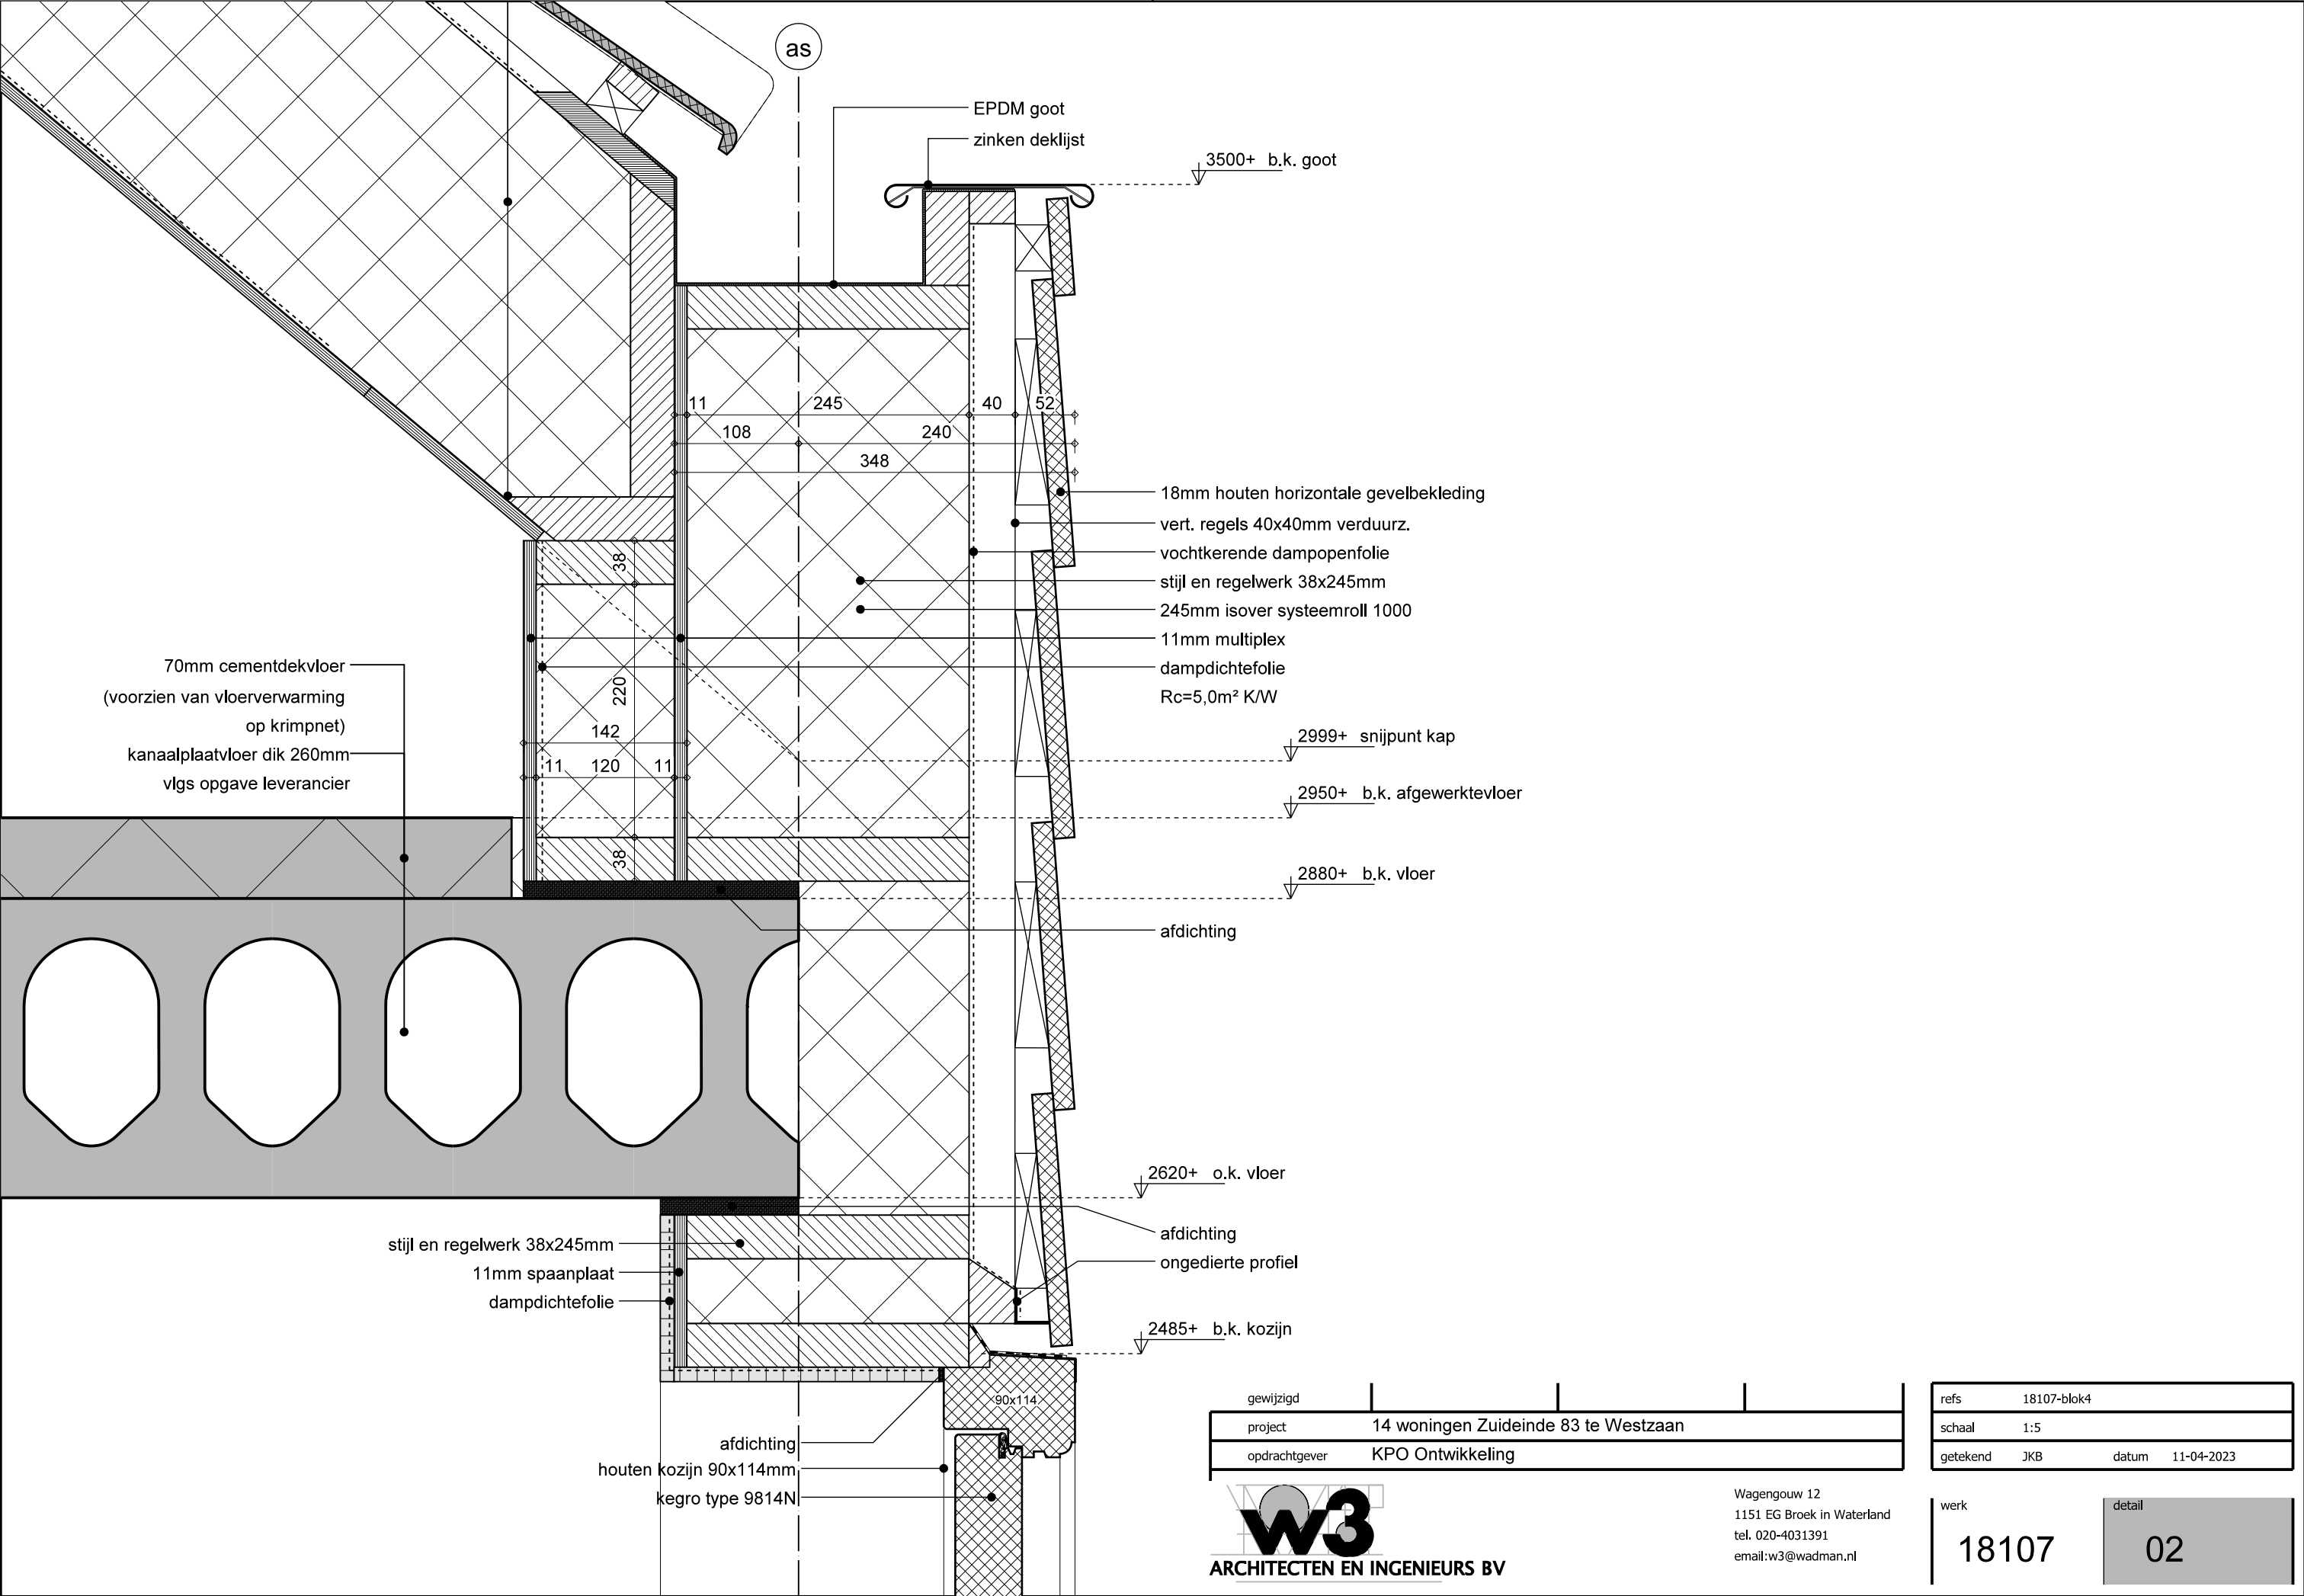 as
EPDM goot
zinken deklijst
3500+ b.k. goot
11 245 40 52
108 240
348
18mm houten horizontale gevelbekleding
vert. regels 40x40mm verduurz.
vochtkerende dampopenfolie
stijl en regelwerk 38x245mm
245mm isover systeemroll 1000
11mm multiplex
dampdichtefolie
Rc=5,0m² K/W
38
220
142
11 120 11
38
70mm cementdekvloer
(voorzien van vloerverwarming
op krimpnet)
kanaalplaatvloer dik 260mm
vlgs opgave leverancier
2999+ snijpunt kap
2950+ b.k. afgewerktevloer
2880+ b.k. vloer
afdichting
2620+ o.k. vloer
afdichting
ongedierte profiel
2485+ b.k. kozijn
stijl en regelwerk 38x245mm
11mm spaanplaat
dampdichtefolie
90x114
afdichting
houten kozijn 90x114mm
kegro type 9814N
gewijzigd
project 14 woningen Zuideinde 83 te Westzaan
opdrachtgever KPO Ontwikkeling
refs 18107-blok4
schaal 1:5
getekend JKB datum 11-04-2023
w3
ARCHITECTEN EN INGENIEURS BV
Wagengouw 12
1151 EG Broek in Waterland
tel. 020-4031391
email:w3@wadman.nl
werk
18107
detail
02